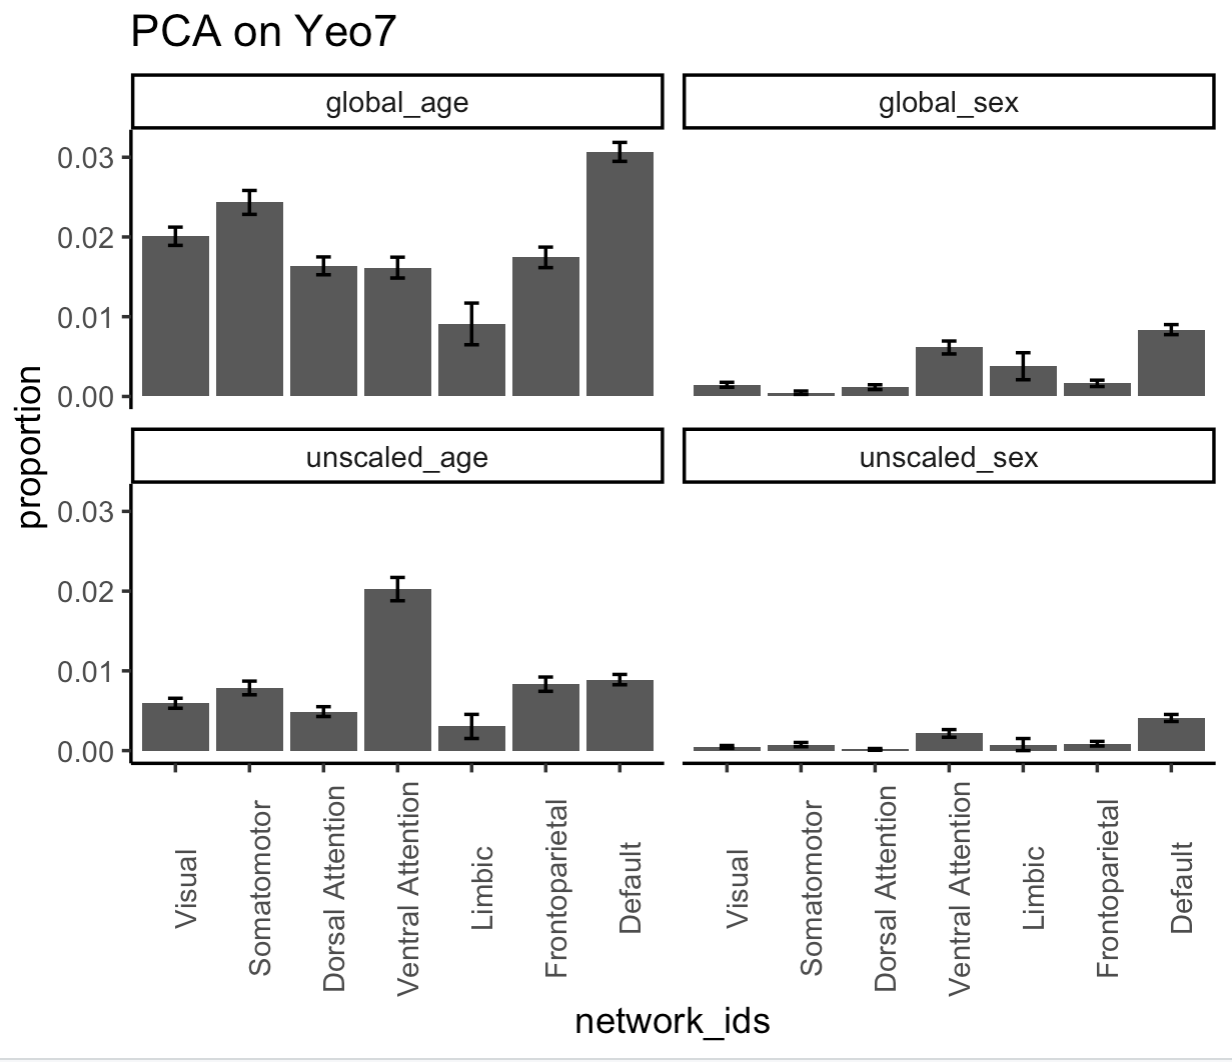 PCA on Yeo7
global_age
global_sex
0.03
0.02
0.01
0.00
unscaled_age
unscaled_sex
0.03
0.02
0.01
0.00
proportion
Visual
Somatomotor
Dorsal Attention
Ventral Attention
Limbic
Frontoparietal
Default
Visual
Somatomotor
Dorsal Attention
Ventral Attention
Limbic
Frontoparietal
Default
network_ids